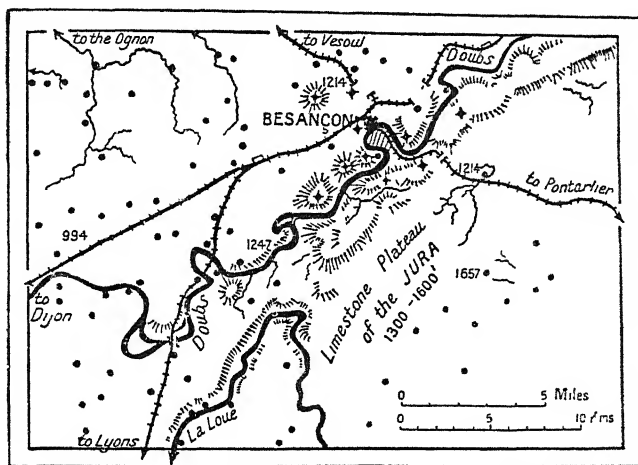 to the Ognon
to Vesoul
Doubs
1214
BESANÇON
1214
to Pontarlier
994
1247
Limestone Plateau
of the JURA
1300-1600'
1657
to
Dijon
Doubs
La Loue
to Lyons
0 5 Miles
0 5 10 Kms